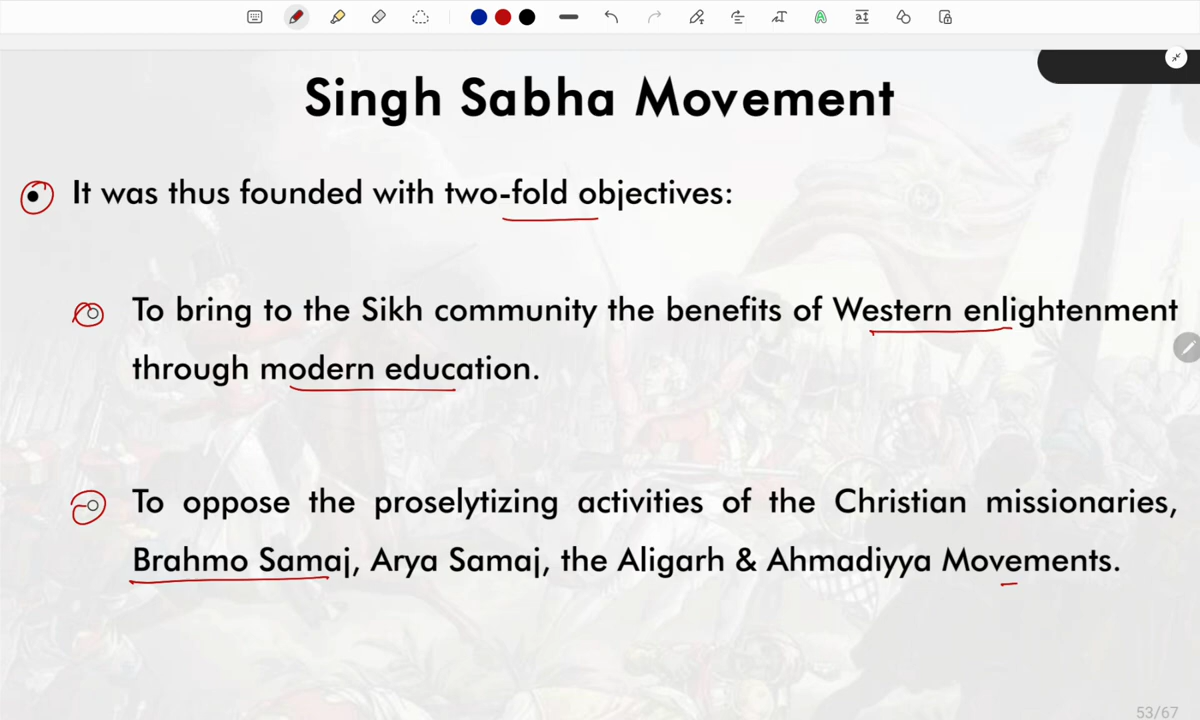 Singh Sabha Movement
It was thus founded with two-fold objectives:
To bring to the Sikh community the benefits of Western enlightenment
through modern education.
To oppose the proselytizing activities of the Christian missionaries,
Brahmo Samaj, Arya Samaj, the Aligarh & Ahmadiyya Movements.
53/67